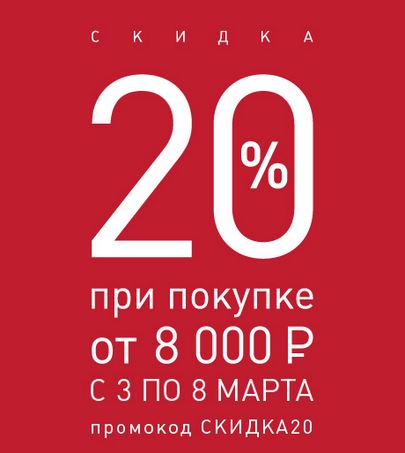 СКИДКА
20%
при покупке
от 8 000 ₽
С 3 ПО 8 МАРТА
промокод СКИДКА20